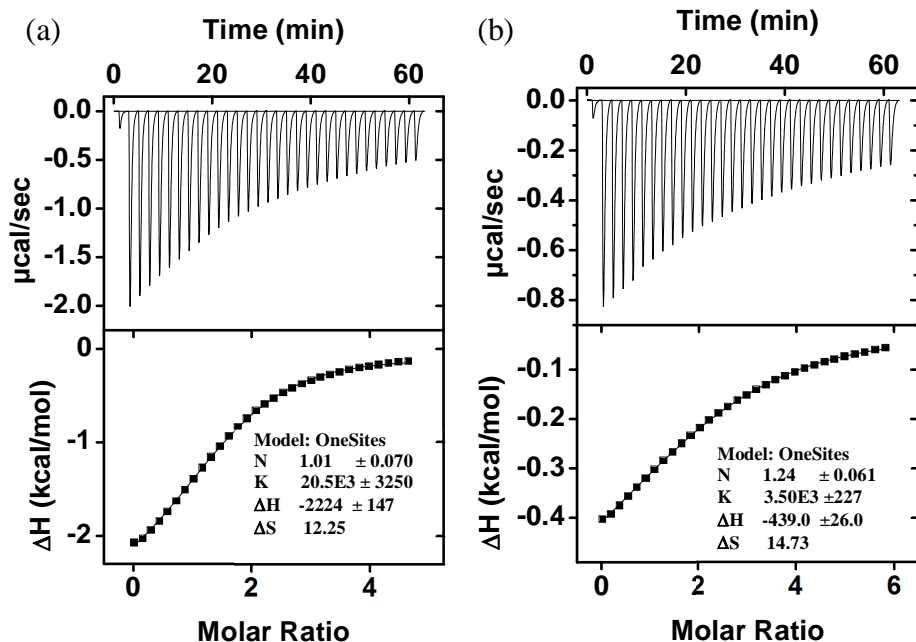 (a)
Time (min)
0 20 40 60
0.0
-0.5
-1.0
-1.5
-2.0
µcal/sec
0
-1
-2
ΔH (kcal/mol)
Model: OneSites
N 1.01 ± 0.070
K 20.5E3 ± 3250
ΔH -2224 ± 147
ΔS 12.25
0 2 4
Molar Ratio
(b)
Time (min)
0 20 40 60
0.0
-0.2
-0.4
-0.6
-0.8
µcal/sec
-0.1
-0.2
-0.3
-0.4
ΔH (kcal/mol)
Model: OneSites
N 1.24 ± 0.061
K 3.50E3 ±227
ΔH -439.0 ±26.0
ΔS 14.73
0 2 4 6
Molar Ratio